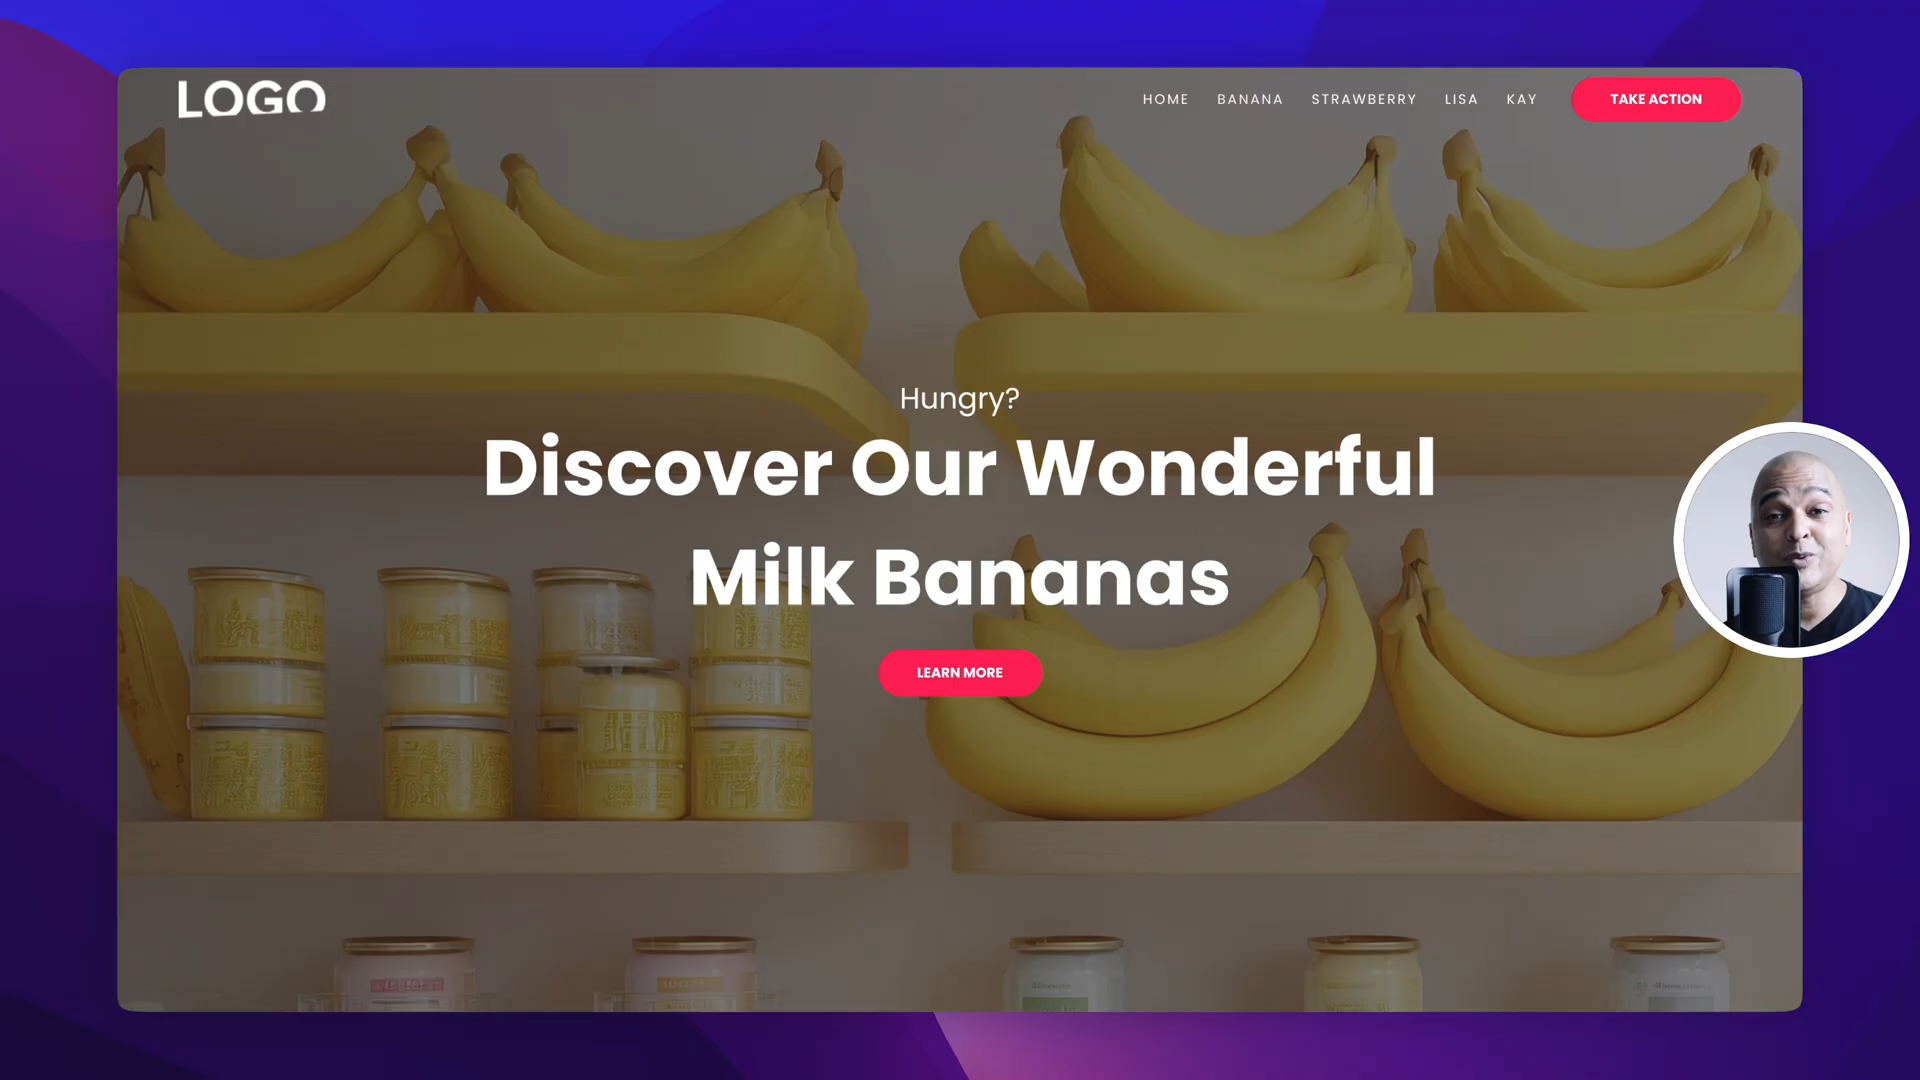 LOGO
HOME
BANANA
STRAWBERRY
LISA
KAY
TAKE ACTION
Hungry?
Discover Our Wonderful
Milk Bananas
LEARN MORE